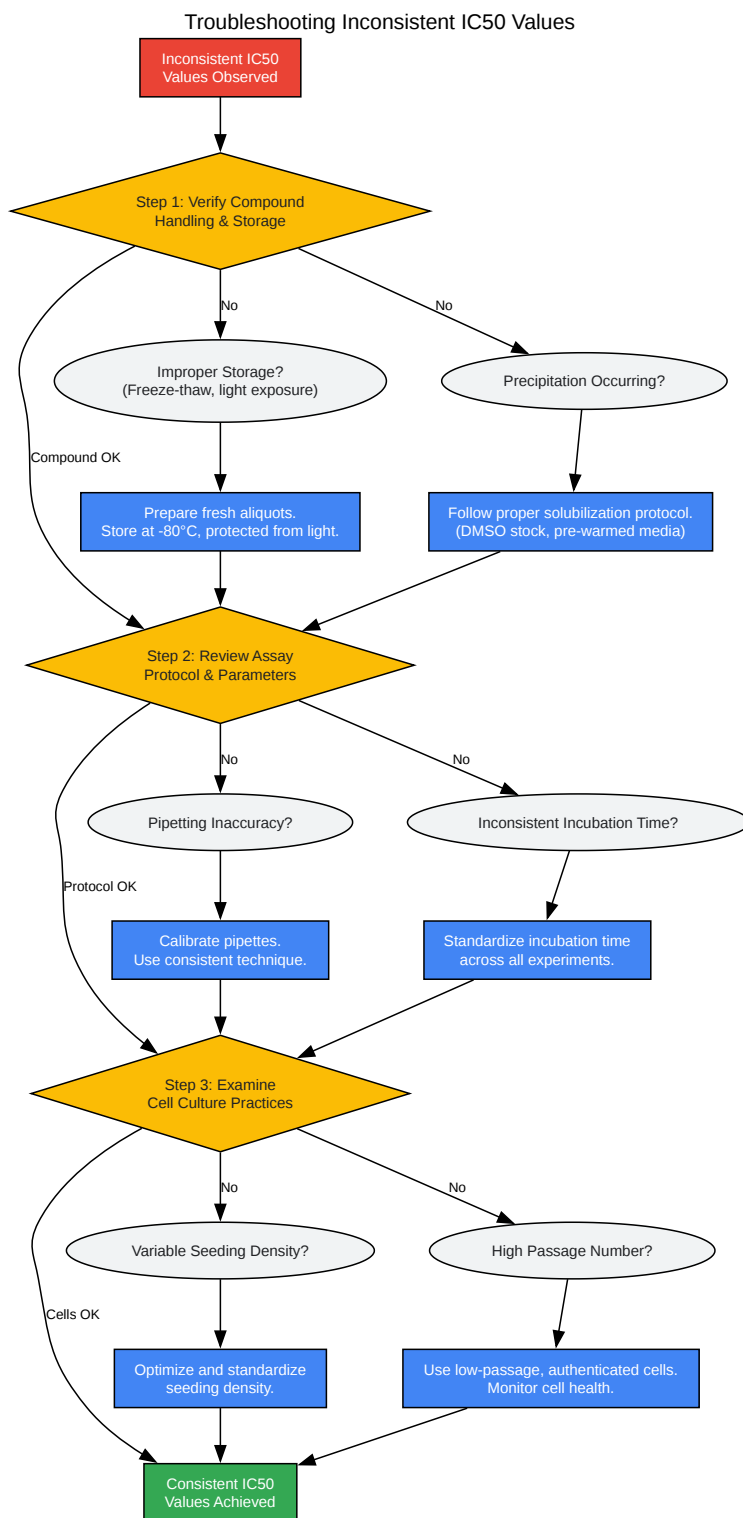 Troubleshooting Inconsistent IC50 Values
Inconsistent IC50
Values Observed
Step 1: Verify Compound
Handling & Storage
No
No
Improper Storage?
(Freeze-thaw, light exposure)
Precipitation Occurring?
Compound OK
Prepare fresh aliquots.
Store at -80°C, protected from light.
Follow proper solubilization protocol.
(DMSO stock, pre-warmed media)
Step 2: Review Assay
Protocol & Parameters
No
No
Pipetting Inaccuracy?
Inconsistent Incubation Time?
Protocol OK
Calibrate pipettes.
Use consistent technique.
Standardize incubation time
across all experiments.
Step 3: Examine
Cell Culture Practices
No
No
Variable Seeding Density?
High Passage Number?
Cells OK
Optimize and standardize
seeding density.
Use low-passage, authenticated cells.
Monitor cell health.
Consistent IC50
Values Achieved